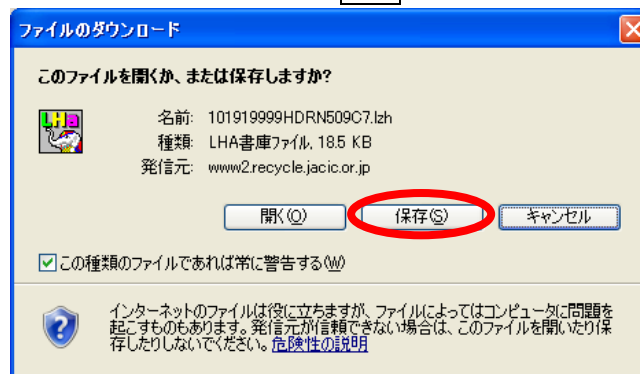 ファイルのダウンロード
このファイルを開くか、または保存しますか?
名前: 101919999HDRN509C7.lzh
種類: LHA書庫ファイル, 18.5 KB
発信元: www2.recycle.jacic.or.jp
開く(O) 保存(S) キャンセル
この種類のファイルであれば常に警告する(W)
インターネットのファイルは役に立ちますが、ファイルによってはコンピュータに問題を
起こすものもあります。発信元が信頼できない場合は、このファイルを開いたり保
存したりしないでください。危険性の説明